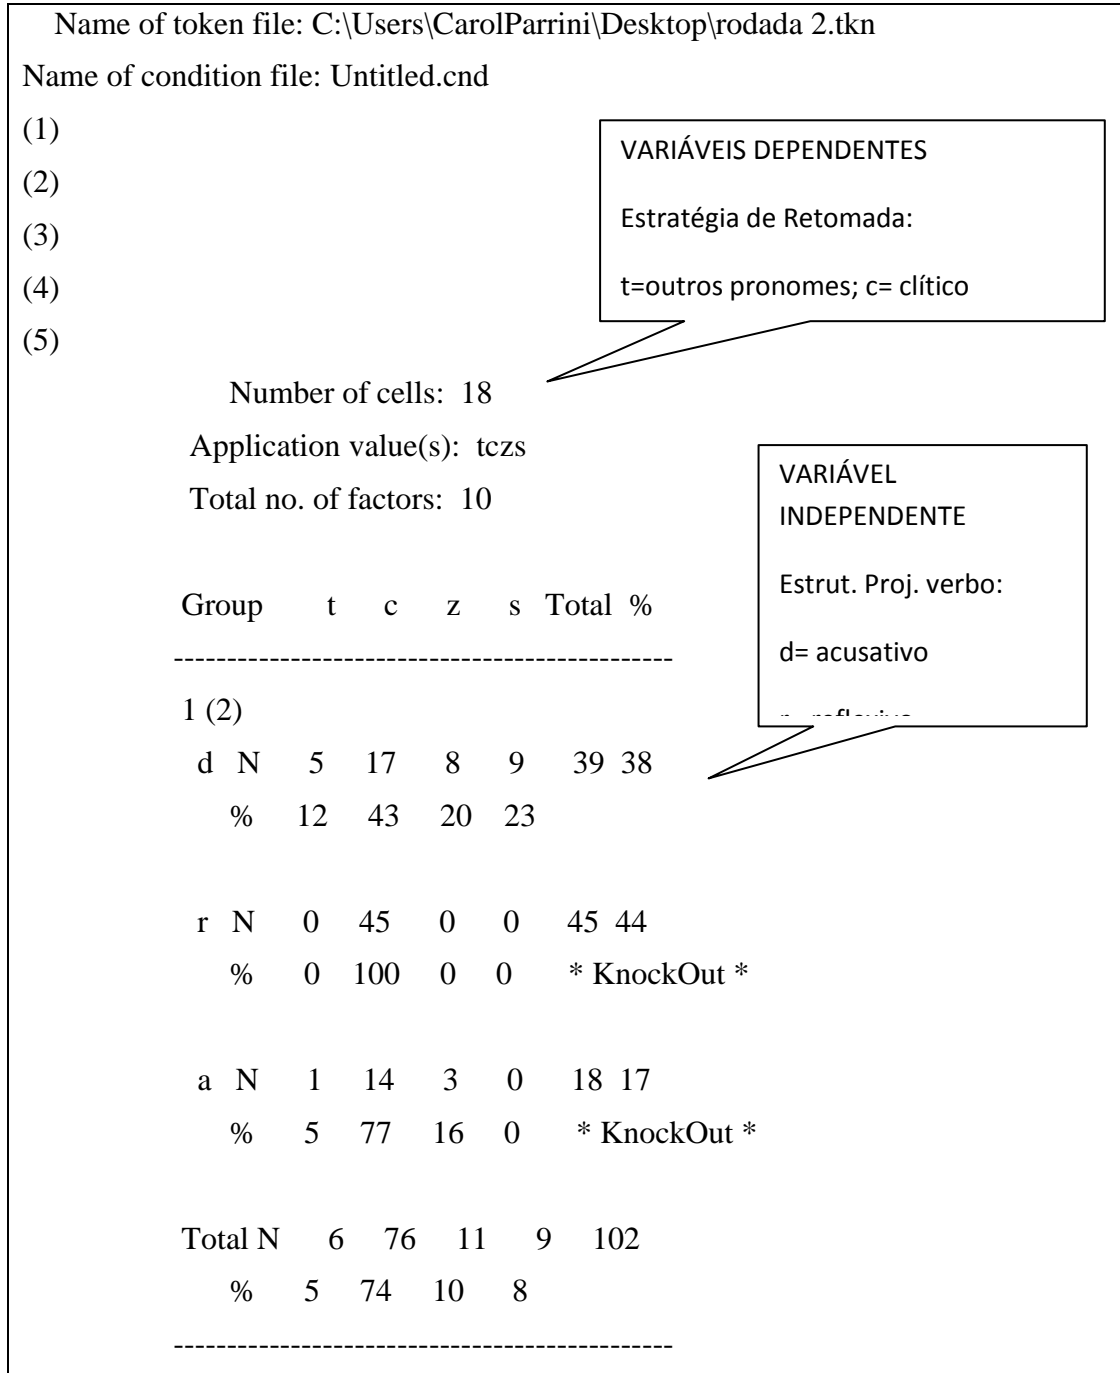 Name of token file: C:\Users\CarolParrini\Desktop\rodada 2.tkn
Name of condition file: Untitled.cnd
(1)
(2)
(3)
(4)
(5)
VARIÁVEIS DEPENDENTES
Estratégia de Retomada:
t=outros pronomes; c= clítico
Number of cells: 18
Application value(s): tczs
Total no. of factors: 10
VARIÁVEL
INDEPENDENTE
Estrut. Proj. verbo:
d= acusativo
Group t c z s Total %
-----------------------------------------------
1 (2)
d N 5 17 8 9 39 38
% 12 43 20 23
r N 0 45 0 0 45 44
% 0 100 0 0 * KnockOut *
a N 1 14 3 0 18 17
% 5 77 16 0 * KnockOut *
Total N 6 76 11 9 102
% 5 74 10 8
-----------------------------------------------